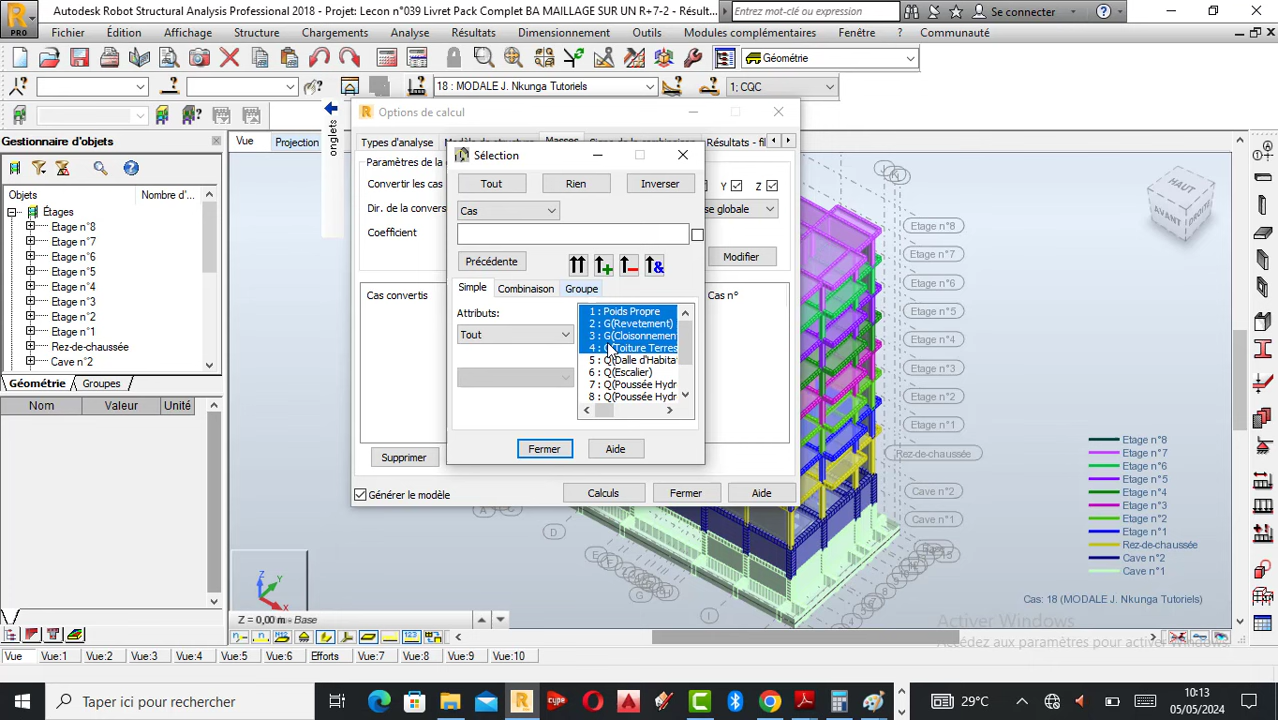 Autodesk Robot Structural Analysis Professional 2018 - Projet: Lecon n°039 Livret Pack Complet BA MAILLAGE SUR UN R+7-2 - Résult...
Entrez mot-clé ou expression
Se connecter
PRO
Fichier Édition Affichage Structure Chargements Analyse Résultats Dimensionnement Outils Modules complémentaires Fenêtre ? Communauté
Géométrie
18 : MODALE J. Nkunga Tutoriels
1; CQC
onglets
Options de calcul
Gestionnaire d'objets
Vue Projection
Types d'analyse
Masses
Résultats - fil
Objets Nombre d'...
Étages
Etage n°8
Etage n°7
Etage n°6
Etage n°5
Etage n°4
Etage n°3
Etage n°2
Etage n°1
Rez-de-chaussée
Cave n°2
Géométrie Groupes
Nom Valeur Unité
Convertir les cas
Y Z
Coefficient
se globale
Modifier
Cas convertis
Cas n°
Supprimer
Générer le modèle
Calculs Fermer Aide
Sélection
Tout Rien Inverser
Cas
Précédente
Simple Combinaison Groupe
Attributs:
Tout
1 : Poids Propre
2 : G(Revetement)
3 : G(Cloisonnement
4 : Q(Toiture Terres
5 : Q(Dalle d'Habita
6 : Q(Escalier)
7 : Q(Poussée Hydr
8 : Q(Poussée Hydr
Fermer Aide
HAUT
AVANT
DROITE
Etage n°8
Etage n°7
Etage n°6
Etage n°5
Etage n°4
Etage n°3
Etage n°2
Etage n°1
Rez-de-chaussée
Cave n°2
Cave n°1
Etage n°8
Etage n°7
Etage n°6
Etage n°5
Etage n°4
Etage n°3
Etage n°2
Etage n°1
Rez-de-chaussée
Cave n°2
Cave n°1
Cas: 18 (MODALE J. Nkunga Tutoriels)
Activer Windows
Accédez aux paramètres pour activer Windows.
Z Y X
Z = 0,00 m - Base
Vue Vue:1 Vue:2 Vue:3 Vue:4 Vue:5 Vue:6 Efforts Vue:7 Vue:8 Vue:9 Vue:10
Taper ici pour rechercher
29°C
10:13
05/05/2024